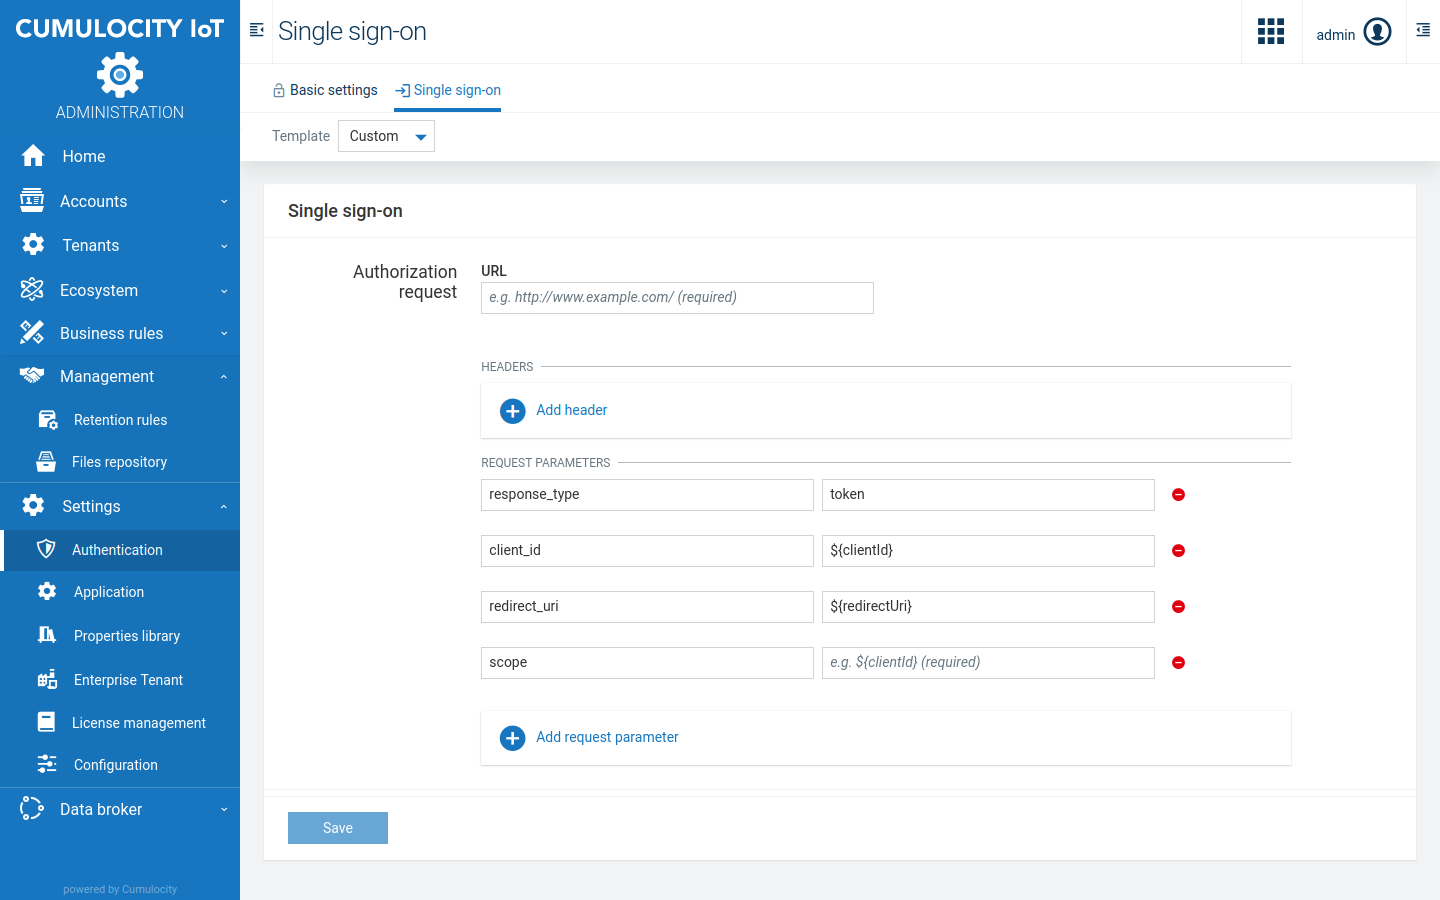 CUMULOCITY IoT
ADMINISTRATION
Home
Accounts
Tenants
Ecosystem
Business rules
Management
Retention rules
Files repository
Settings
Authentication
Application
Properties library
Enterprise Tenant
License management
Configuration
Data broker
powered by Cumulocity
Single sign-on
admin
Basic settings
Single sign-on
Template
Custom
Single sign-on
Authorization
request
URL
e.g. http://www.example.com/ (required)
HEADERS
Add header
REQUEST PARAMETERS
response_type
token
client_id
${clientId}
redirect_uri
${redirectUri}
scope
e.g. ${clientId} (required)
Add request parameter
Save